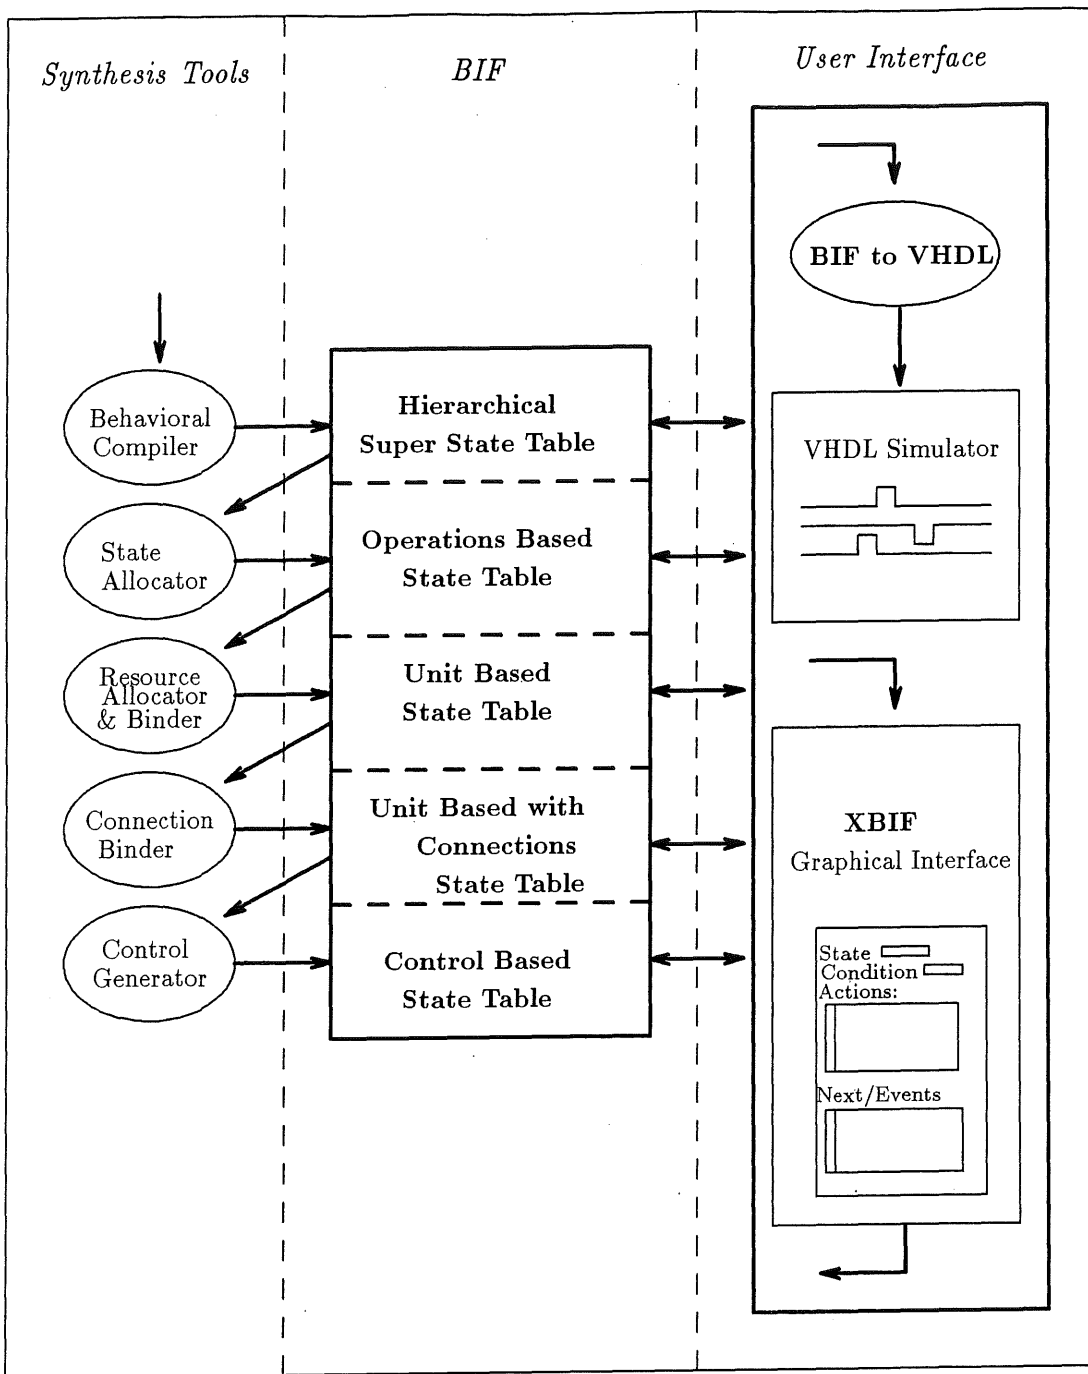 Synthesis Tools
BIF
User Interface
BIF to VHDL
Behavioral
Compiler
Hierarchical
Super State Table
VHDL Simulator
State
Allocator
Operations Based
State Table
Resource
Allocator
& Binder
Unit Based
State Table
Connection
Binder
Unit Based with
Connections
State Table
XBIF
Graphical Interface
Control
Generator
Control Based
State Table
State
Condition
Actions:
Next/Events